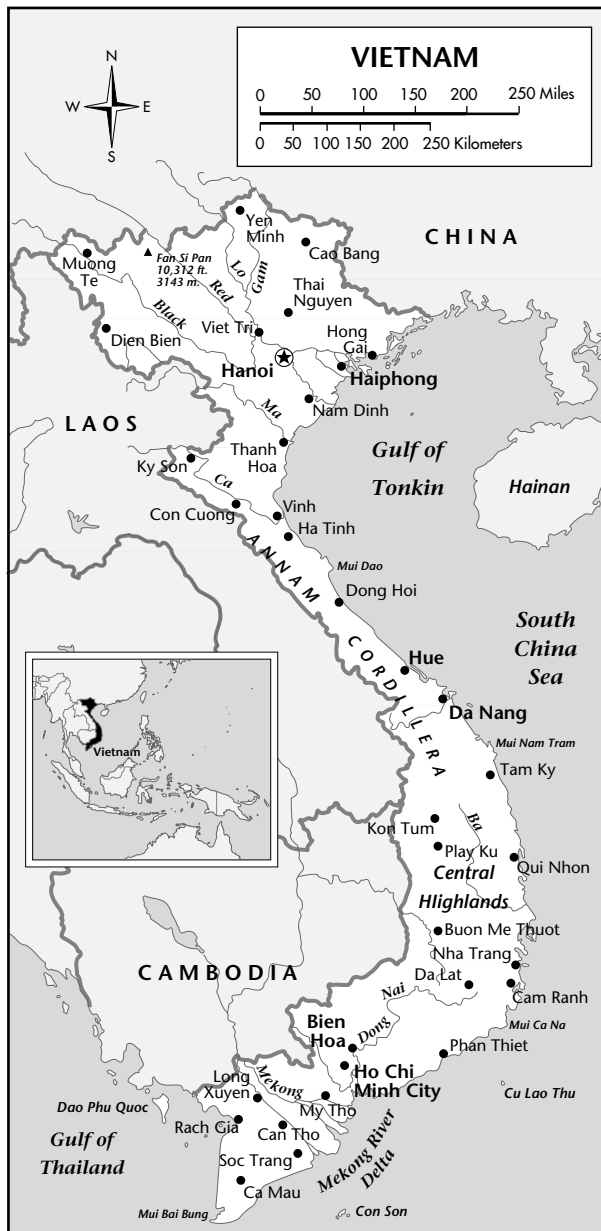 VIETNAM
0 50 100 150 200 250 Miles
0 50 100 150 200 250 Kilometers
N
W E
S
CHINA
Yen
Minh
Cao Bang
Muong
Te
Fan Si Pan
10,312 ft.
3143 m.
Lo
Gam
Red
Black
Thai
Nguyen
Viet Tri
Dien Bien
Hong
Gai
Hanoi
Haiphong
Nam Dinh
Ma
LAOS
Thanh
Hoa
Gulf of
Tonkin
Hainan
Ky Son
Ca
Con Cuong
Vinh
Ha Tinh
ANNAM CORDILLERA
Mui Dao
Dong Hoi
South
China
Sea
Hue
Da Nang
Vietnam
Mui Nam Tram
Tam Ky
Kon Tum
Ba
Play Ku
Qui Nhon
Central
HIighlands
Buon Me Thuot
Nha Trang
CAMBODIA
Da Lat
Nai
Cam Ranh
Dong
Bien
Hoa
Mui Ca Na
Phan Thiet
Ho Chi
Minh City
Mekong
Long
Xuyen
Cu Lao Thu
My Tho
Dao Phu Quoc
Rach Gia
Can Tho
Gulf of
Thailand
Soc Trang
Mekong River
Delta
Ca Mau
Mui Bai Bung
Con Son